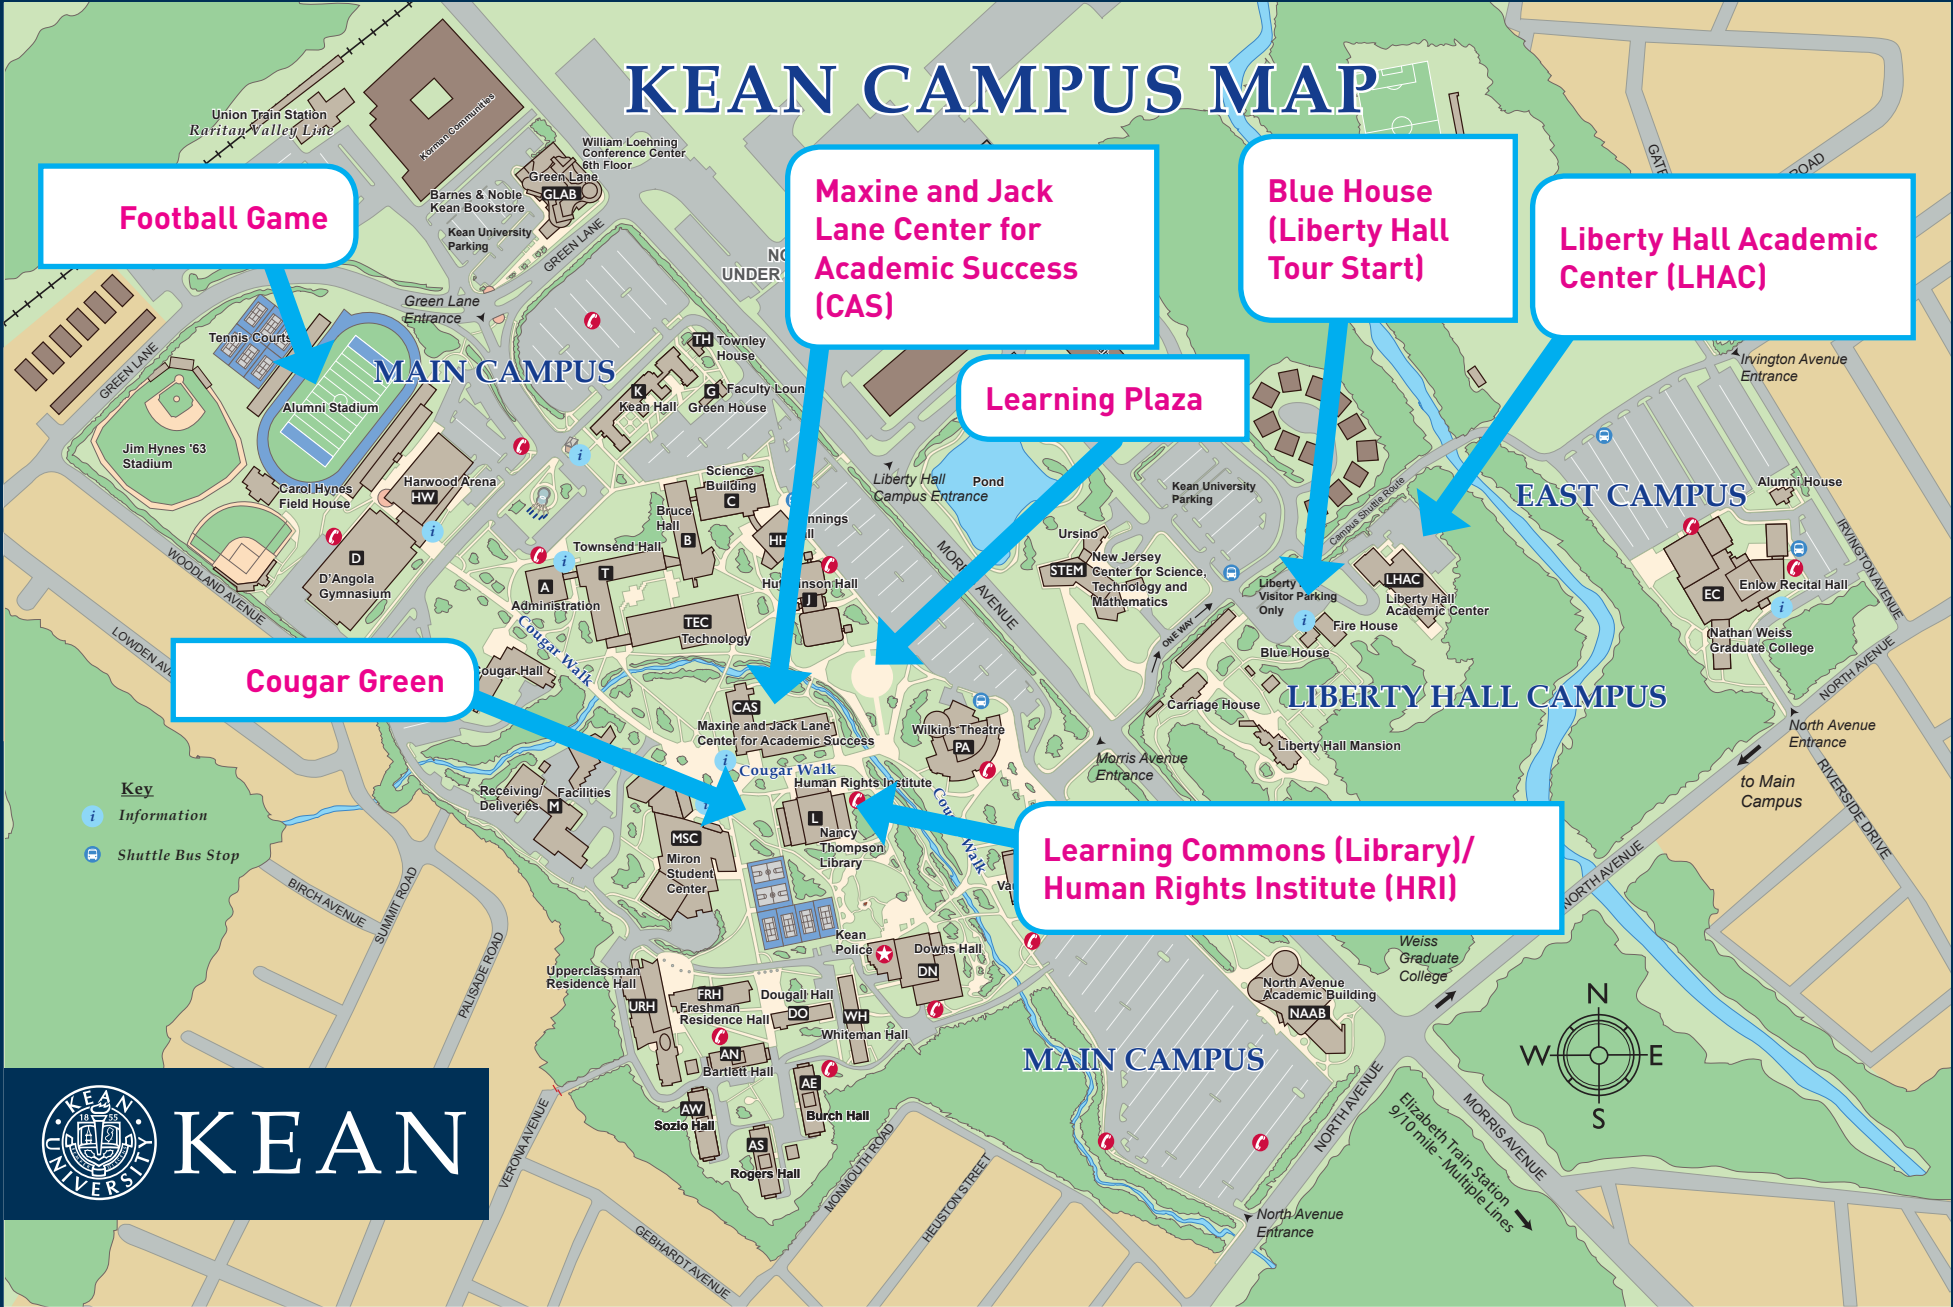 KEAN CAMPUS MAP
Union Train Station
Raritan Valley Line
Korman Communities
William Loehning
Conference Center
6th Floor
Green Lane
GLAB
Barnes & Noble
Kean Bookstore
Kean University
Parking
GREEN LANE
Football Game
Maxine and Jack
Lane Center for
Academic Success
(CAS)
Blue House
(Liberty Hall
Tour Start)
Liberty Hall Academic
Center (LHAC)
Learning Plaza
UNDER
ROAD
Green Lane
Entrance
Tennis Courts
GREEN LANE
MAIN CAMPUS
Alumni Stadium
Jim Hynes '63
Stadium
Carol Hynes
Field House
Harwood Arena
HW
D
D'Angola
Gymnasium
WOODLAND AVENUE
TH
Townley
House
K
Kean Hall
G
Green House
Science
Building
C
Bruce
Hall
B
HH
Townsend Hall
T
A
Administration
TEC
Technology
J
Liberty Hall
Campus Entrance
Pond
Kean University
Parking
Campus Shuttle Route
Ursino
STEM
New Jersey
Center for Science,
Technology and
Mathematics
Visitor Parking
Only
ONE WAY
LHAC
Liberty Hall
Academic Center
Fire House
Blue House
Carriage House
Liberty Hall Mansion
LIBERTY HALL CAMPUS
EAST CAMPUS
Irvington Avenue
Entrance
Alumni House
IRVINGTON AVENUE
Enlow Recital Hall
EC
Nathan Weiss
Graduate College
NORTH AVENUE
North Avenue
Entrance
to Main
Campus
RIVERSIDE DRIVE
Cougar Green
Cougar Hall
Cougar Walk
CAS
Maxine and Jack Lane
Center for Academic Success
Cougar Walk
Human Rights Institute
L
Nancy
Thompson
Library
Wilkins Theatre
PA
Morris Avenue
Entrance
Learning Commons (Library)/
Human Rights Institute (HRI)
Key
i Information
Shuttle Bus Stop
Receiving/
Deliveries
M
Facilities
MSC
Miron
Student
Center
BIRCH AVENUE
SUMMIT ROAD
PALISADE ROAD
Kean
Police
Downs Hall
DN
Upperclassman
Residence Hall
URH
FRH
Freshman
Residence Hall
Dougall Hall
DO
WH
Whiteman Hall
AN
Bartlett Hall
AE
Burch Hall
AW
Sozio Hall
AS
Rogers Hall
NORTH AVENUE
Weiss
Graduate
College
North Avenue
Academic Building
NAAB
MAIN CAMPUS
N
W
E
S
NORTH AVENUE
MORRIS AVENUE
Elizabeth Train Station
9/10 mile - Multiple Lines
North Avenue
Entrance
VERONA AVENUE
MONMOUTH ROAD
HEUSTON STREET
GEBHARDT AVENUE
KEAN UNIVERSITY
1855
KEAN